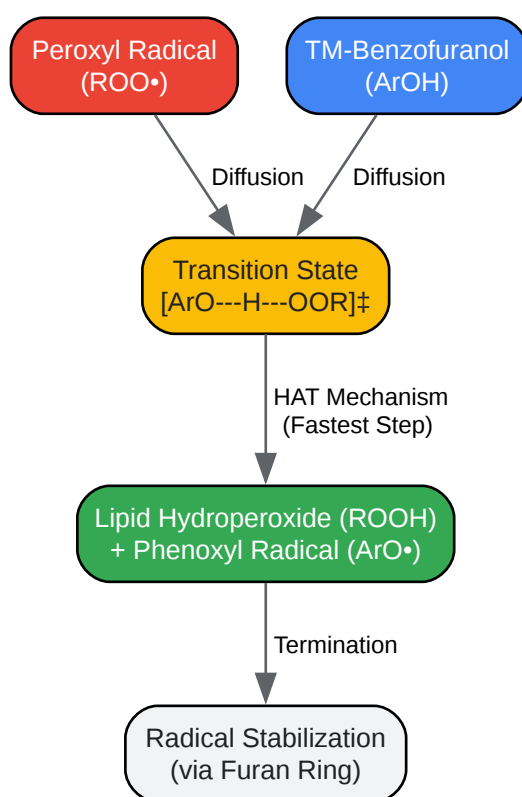 Peroxyl Radical
(ROO•)
TM-Benzofuranol
(ArOH)
Diffusion
Diffusion
Transition State
[ArO---H---OOR]‡
HAT Mechanism
(Fastest Step)
Lipid Hydroperoxide (ROOH)
+ Phenoxyl Radical (ArO•)
Termination
Radical Stabilization
(via Furan Ring)